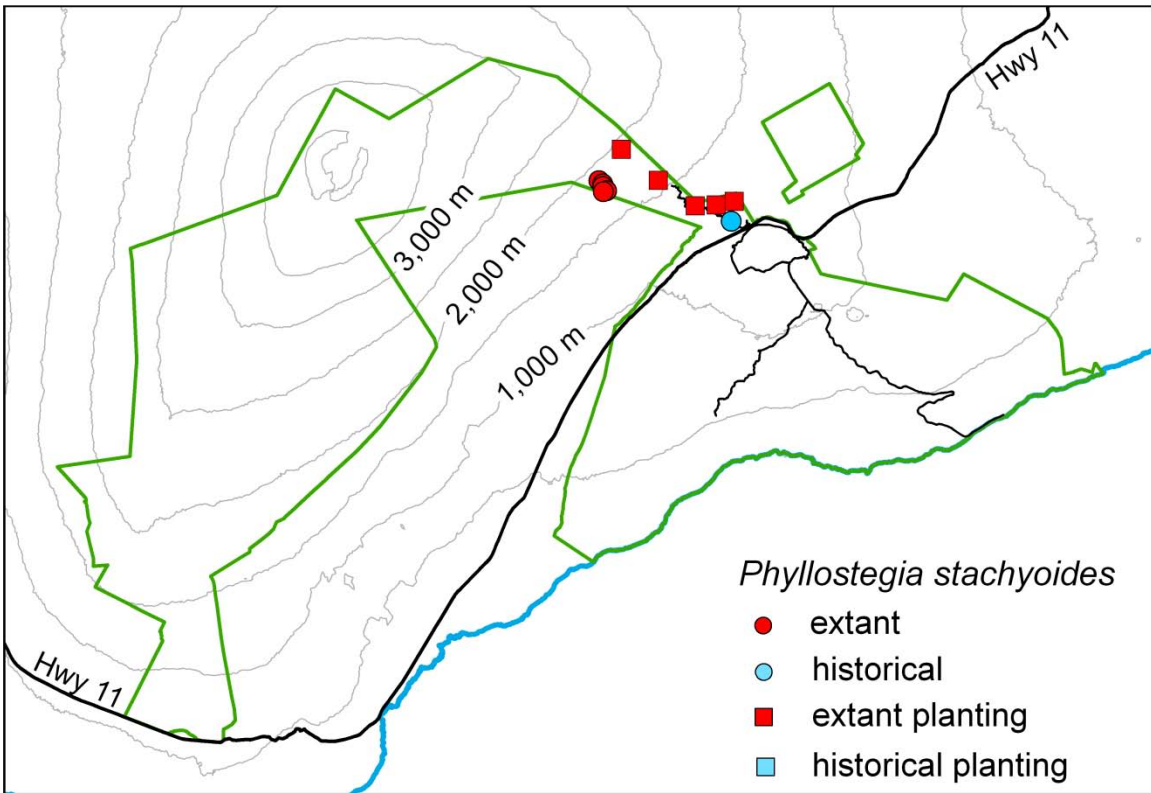 Hwy 11
3,000 m
2,000 m
1,000 m
Hwy 11
Phyllostegia stachyoides
extant
historical
extant planting
historical planting